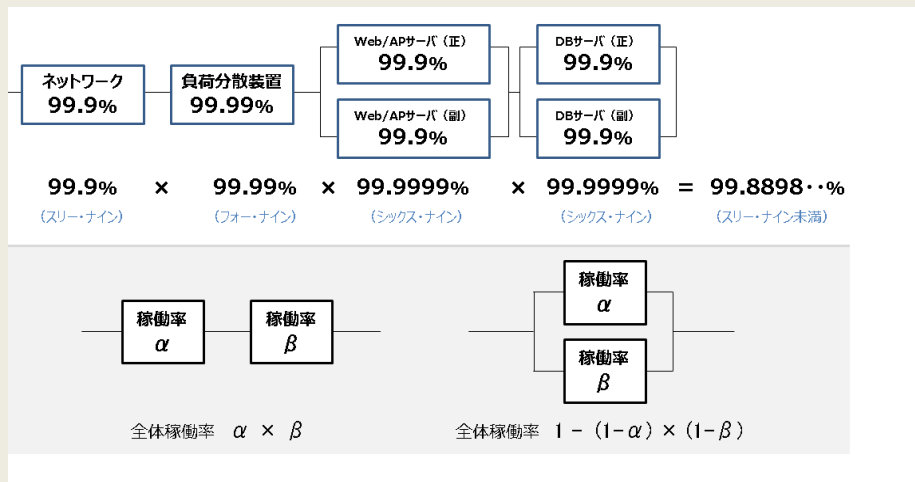 Web/APサーバ（正）
99.9%
DBサーバ（正）
99.9%
ネットワーク
99.9%
負荷分散装置
99.99%
Web/APサーバ（副）
99.9%
DBサーバ（副）
99.9%
99.9% × 99.99% × 99.9999% × 99.9999% = 99.8898‥%
（スリー・ナイン） （フォー・ナイン） （シックス・ナイン） （シックス・ナイン） （スリー・ナイン未満）
稼働率
α
稼働率
β
稼働率
α
稼働率
β
全体稼働率 α × β
全体稼働率 1 − (1-α) × (1-β)